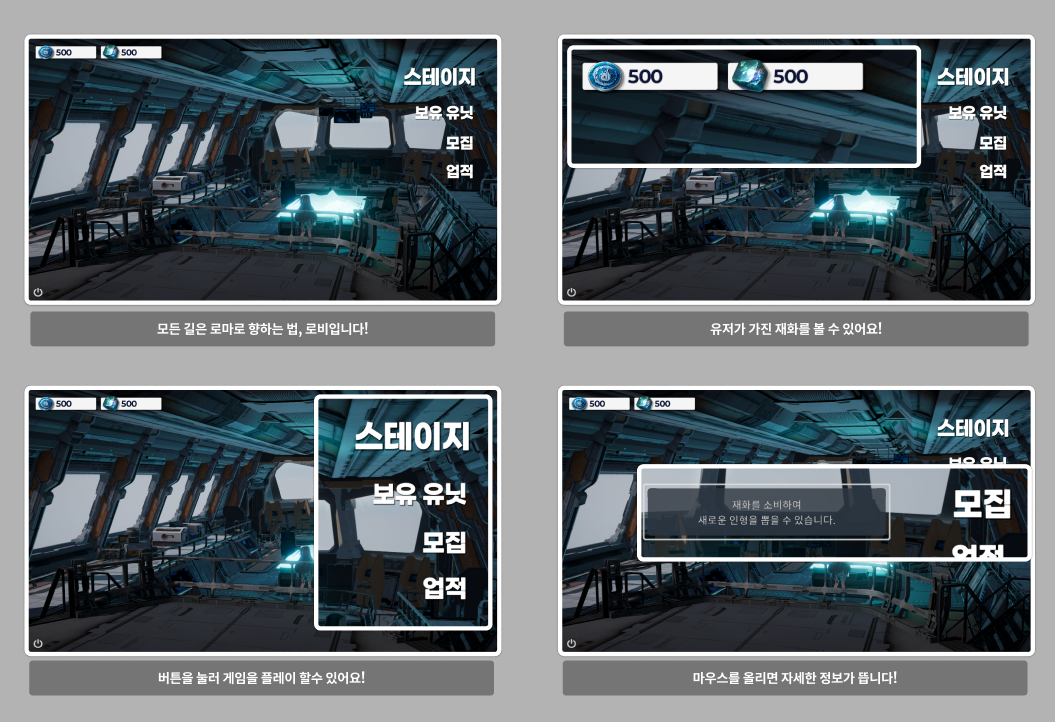 500 500
스테이지
보유 유닛
모집
업적
모든 길은 로마로 향하는 법, 로비입니다!
500 500
스테이지
보유 유닛
모집
업적
유저가 가진 재화를 볼 수 있어요!
500 500
스테이지
보유 유닛
모집
업적
버튼을 눌러 게임을 플레이 할수 있어요!
500 500
스테이지
보유 유닛
재화를 소비하여
새로운 인형을 뽑을 수 있습니다.
모집
업적
마우스를 올리면 자세한 정보가 뜹니다!